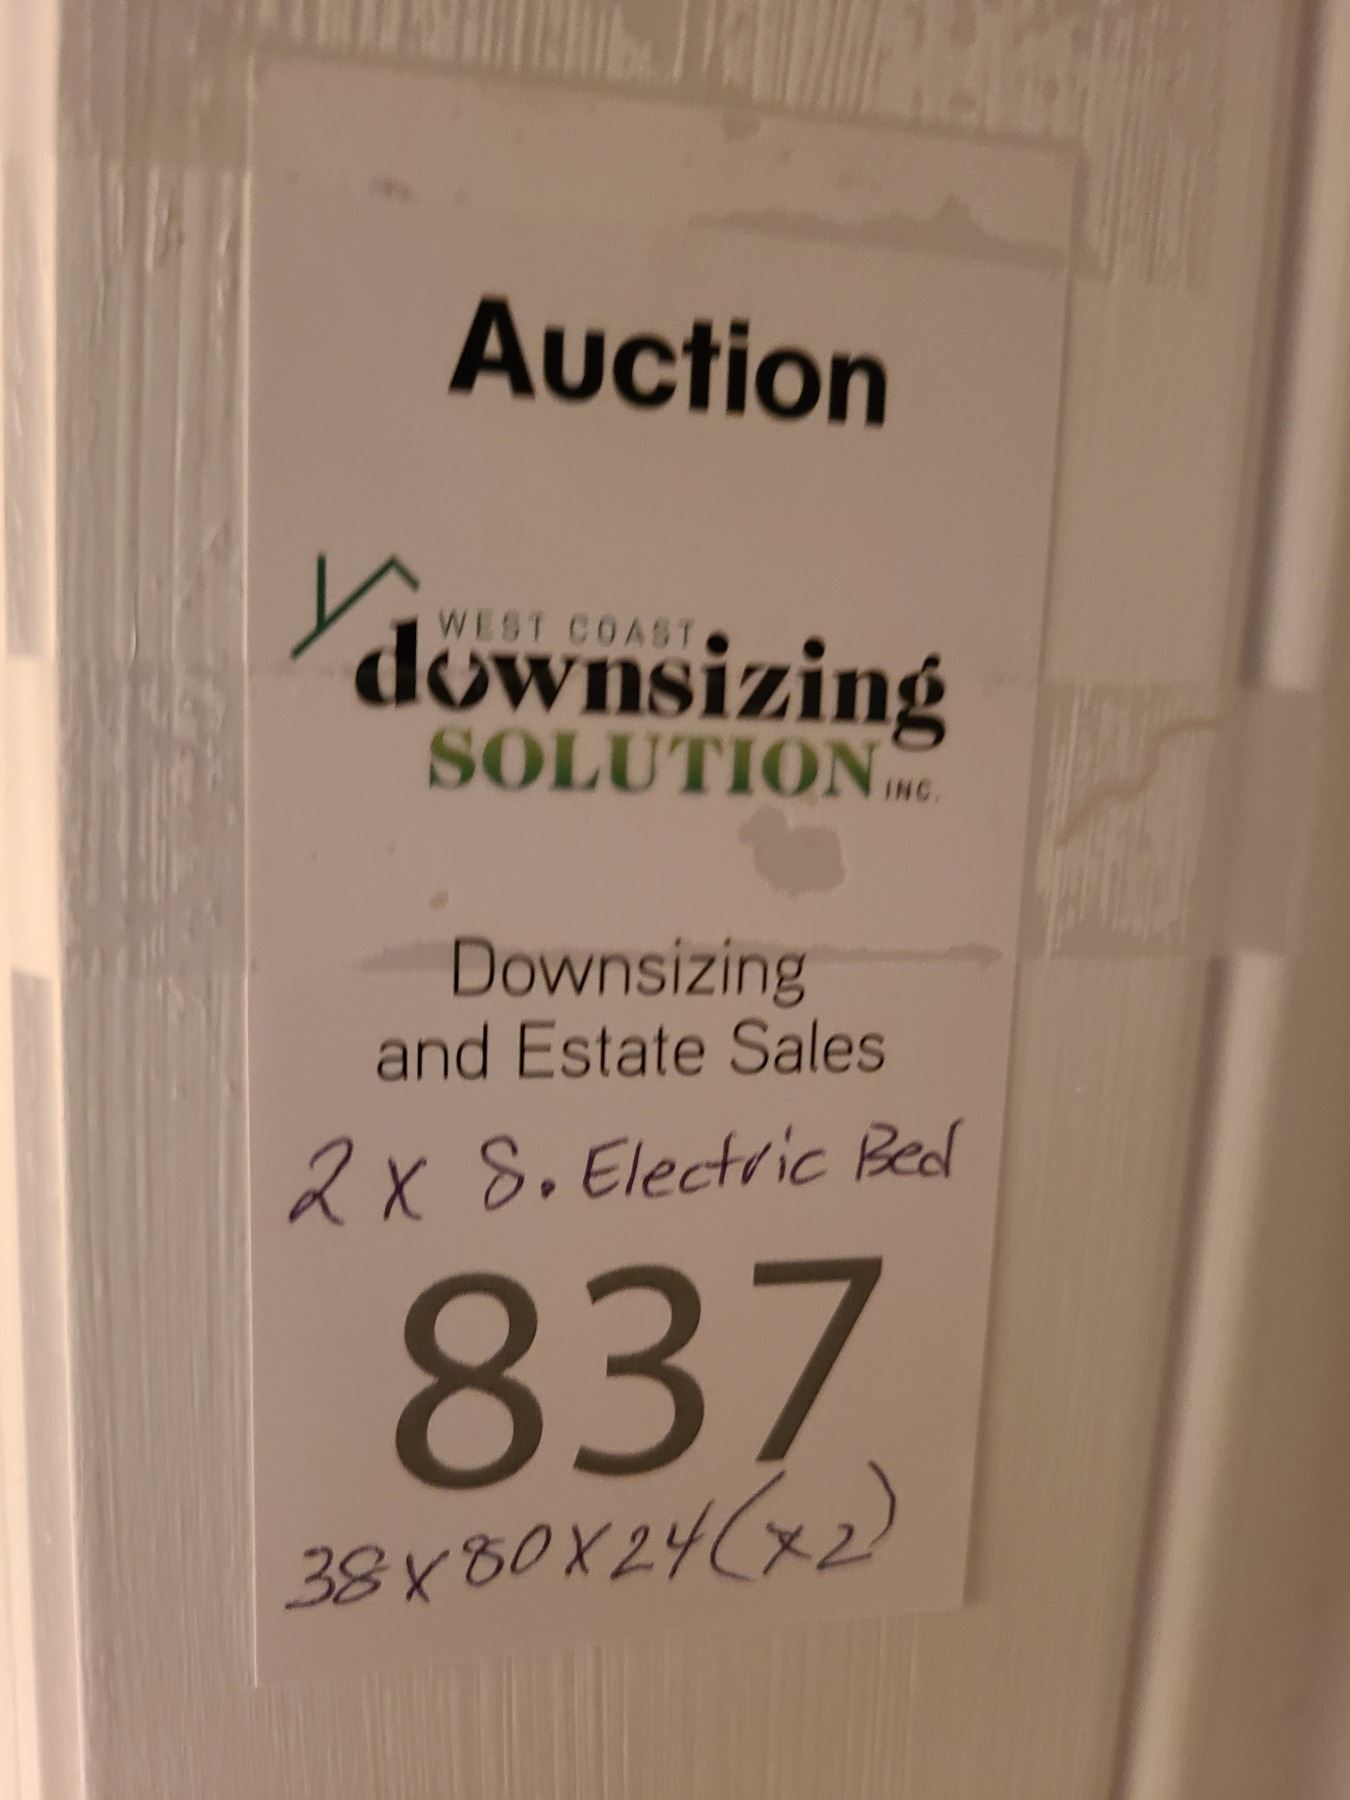 Auction
WEST COAST
downsizing
SOLUTION INC.
Downsizing
and Estate Sales
2 x S. Electric Bed
837
38 x 80 x 24 (x2)